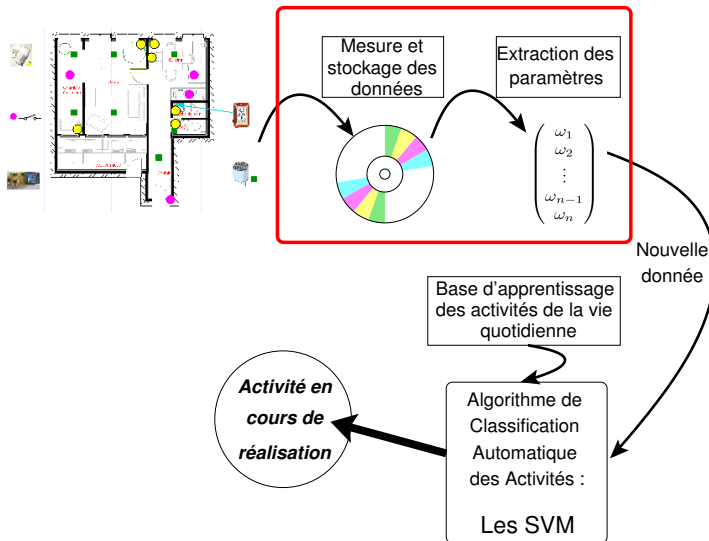 Mesure et
stockage des
données
Extraction des
paramètres
ω1
ω2
⋮
ωn−1
ωn
Nouvelle
donnée
Base d'apprentissage
des activités de la vie
quotidienne
Activité en
cours de
réalisation
Algorithme de
Classification
Automatique
des Activités :
Les SVM